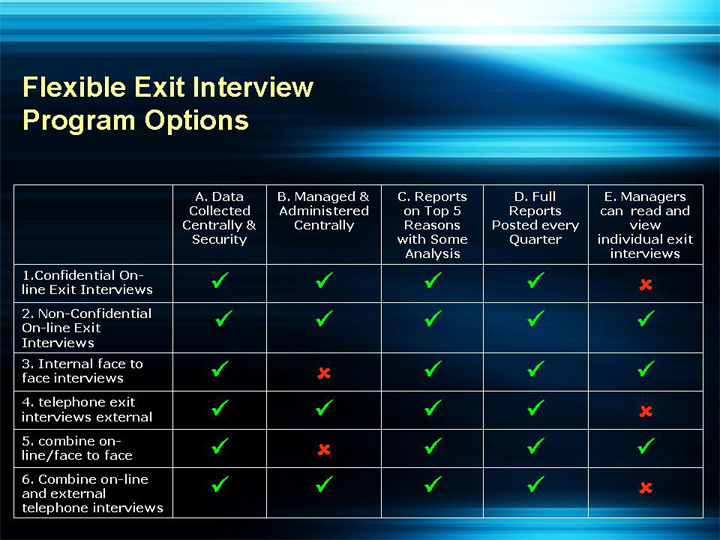 Flexible Exit Interview
Program Options
A. Data
Collected
Centrally &
Security
B. Managed &
Administered
Centrally
C. Reports
on Top 5
Reasons
with Some
Analysis
D. Full
Reports
Posted every
Quarter
E. Managers
can read and
view
individual exit
interviews
1.Confidential On-
line Exit Interviews
✓ ✓ ✓ ✓ ✘
2. Non-Confidential
On-line Exit
Interviews
✓ ✓ ✓ ✓ ✓
3. Internal face to
face interviews
✓ ✘ ✓ ✓ ✓
4. telephone exit
interviews external
✓ ✓ ✓ ✓ ✘
5. combine on-
line/face to face
✓ ✘ ✓ ✓ ✓
6. Combine on-line
and external
telephone interviews
✓ ✓ ✓ ✓ ✘